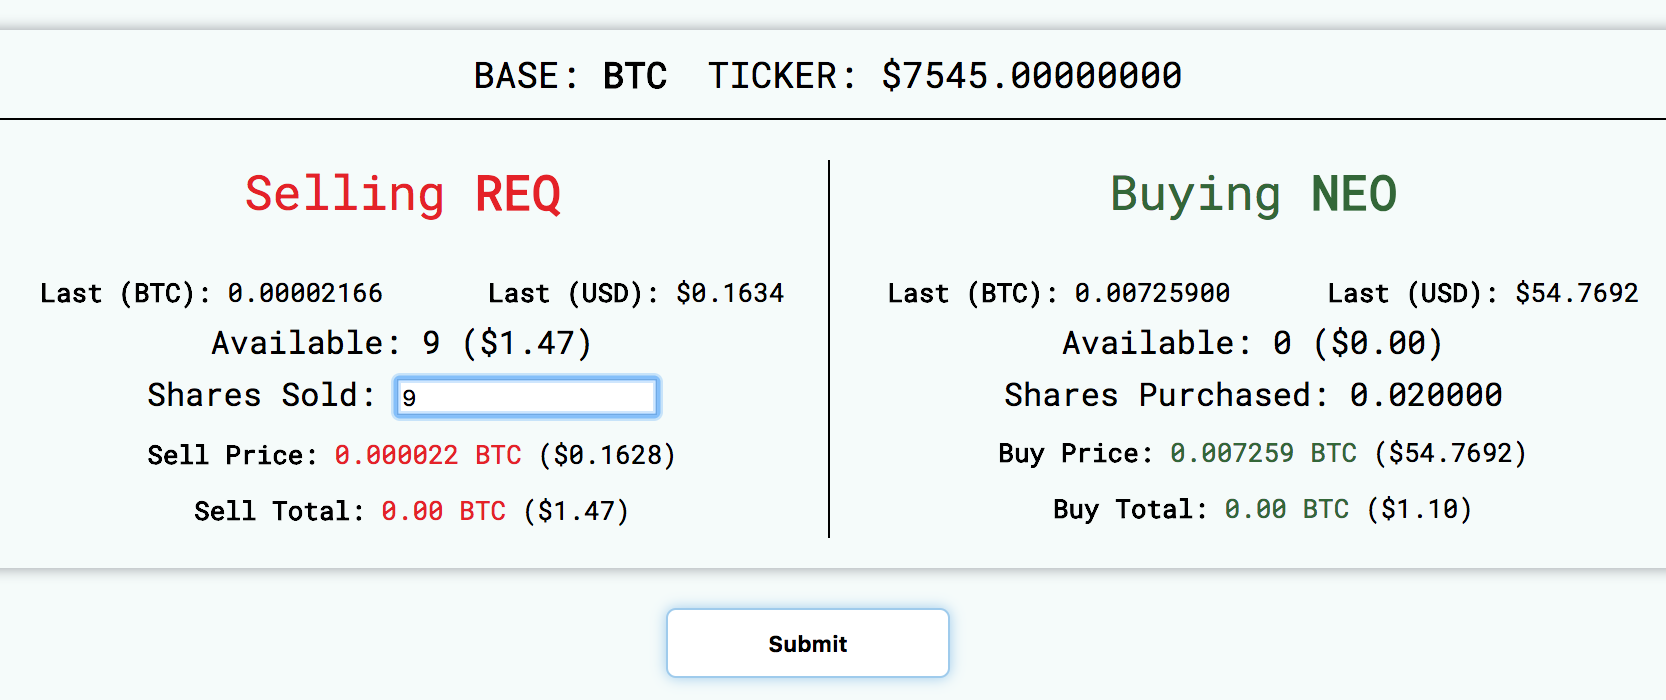 BASE: BTC TICKER: $7545.00000000
Selling REQ
Last (BTC): 0.00002166 Last (USD): $0.1634
Available: 9 ($1.47)
Shares Sold: 9
Sell Price: 0.000022 BTC ($0.1628)
Sell Total: 0.00 BTC ($1.47)
Buying NEO
Last (BTC): 0.00725900 Last (USD): $54.7692
Available: 0 ($0.00)
Shares Purchased: 0.020000
Buy Price: 0.007259 BTC ($54.7692)
Buy Total: 0.00 BTC ($1.10)
Submit